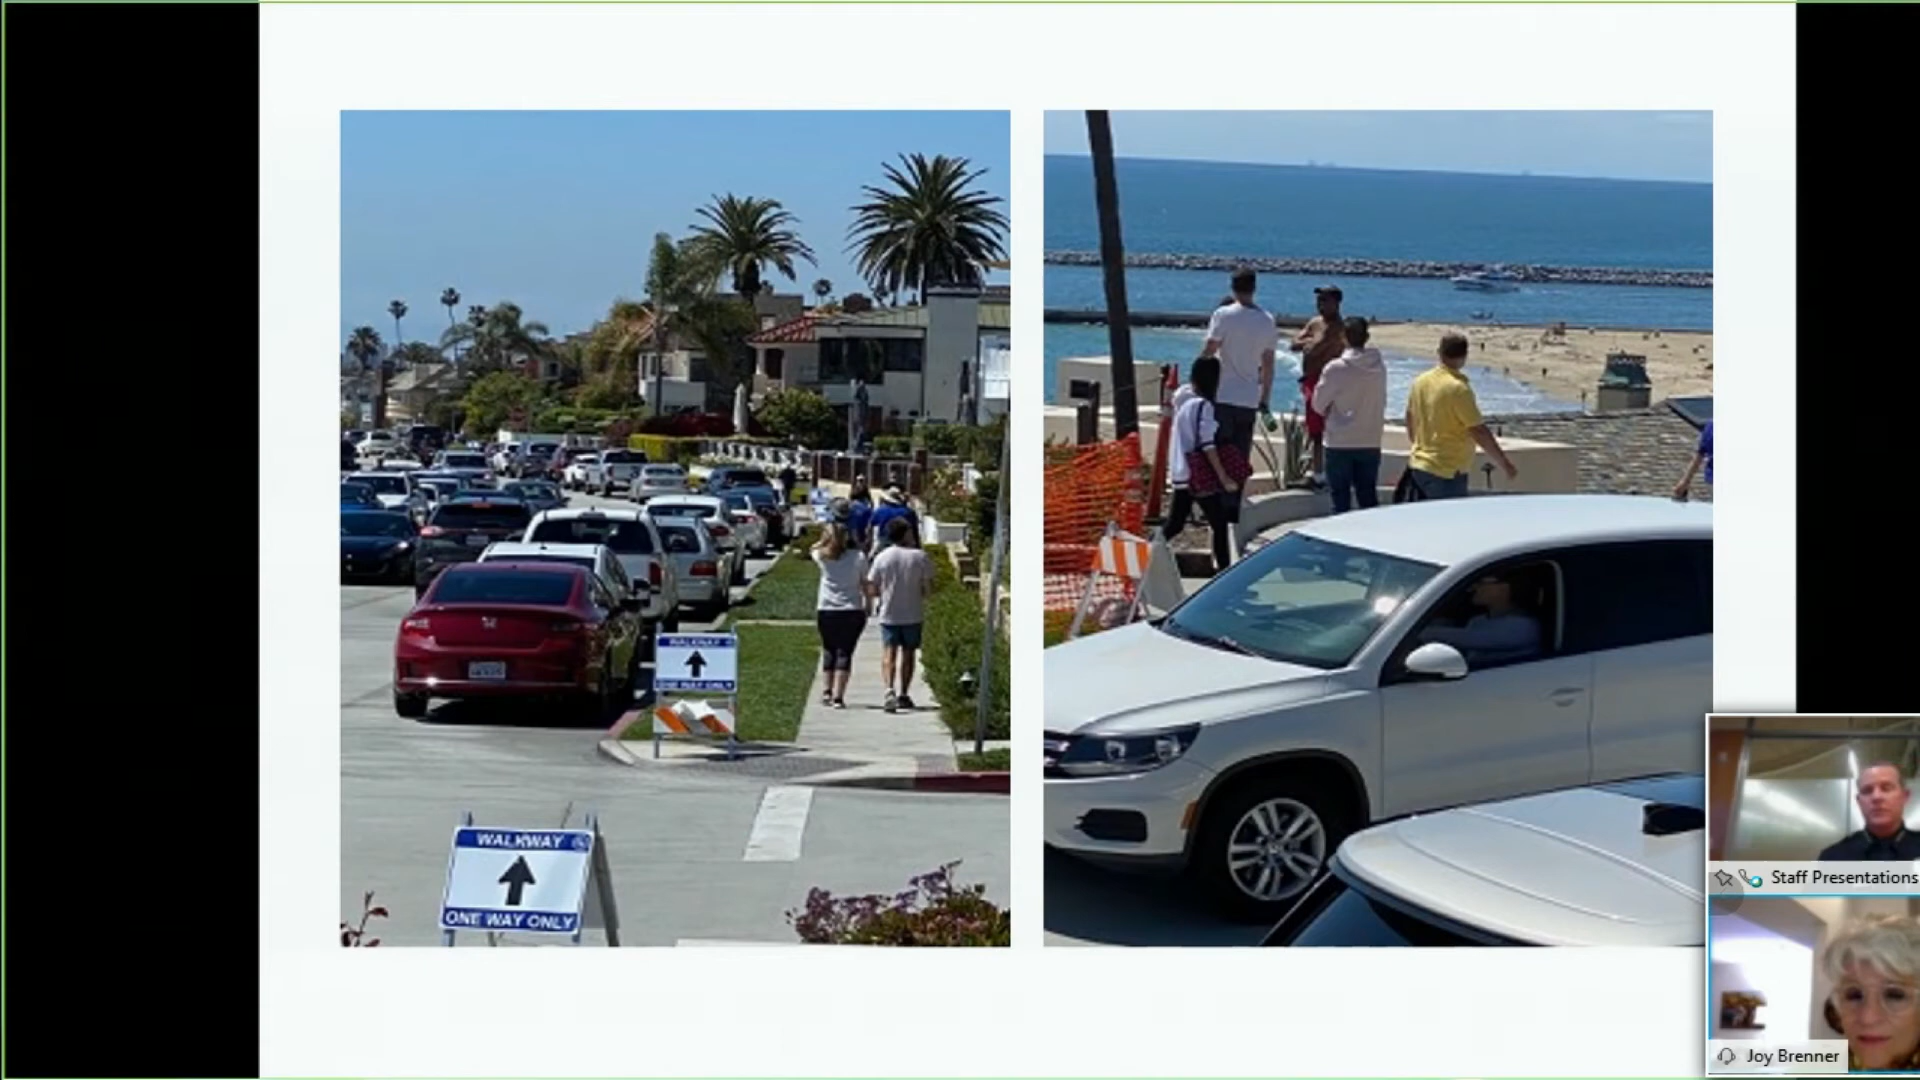 WALKWAY
ONE WAY ONLY
WALKWAY
ONE WAY ONLY
Staff Presentations
Joy Brenner